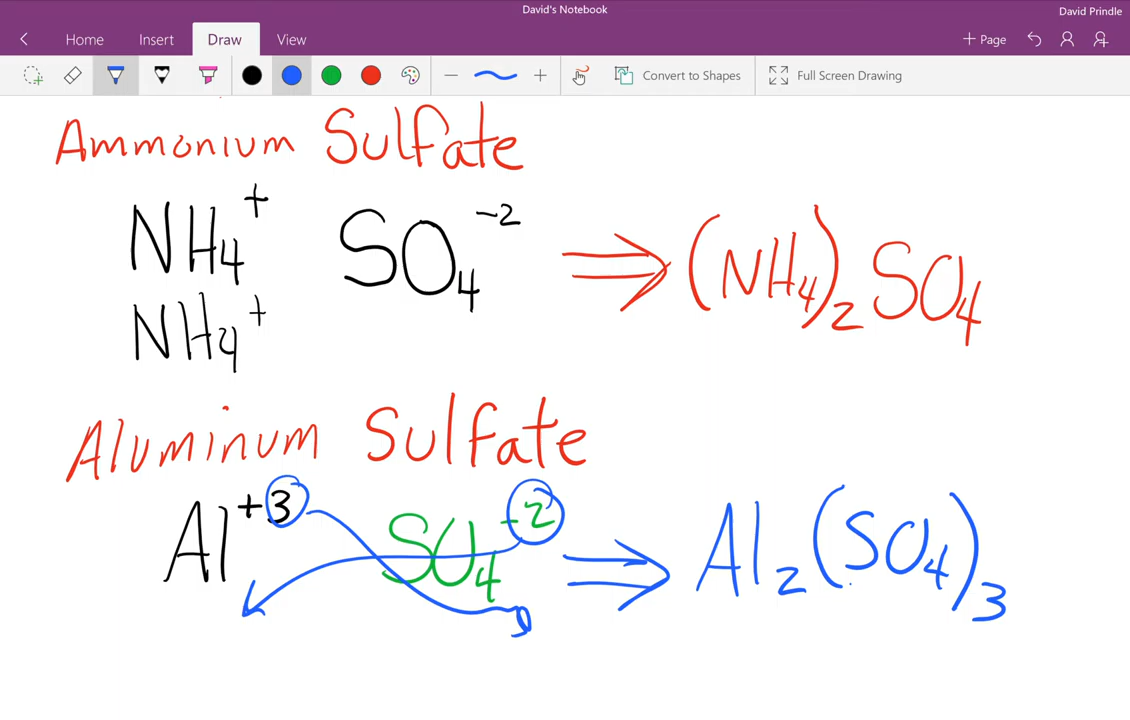 David's Notebook
David Prindle
Home Insert Draw View
Page
Convert to Shapes Full Screen Drawing
Ammonium Sulfate
NH₄⁺ SO₄⁻² ⇒ (NH₄)₂SO₄
NH₄⁺
Aluminum Sulfate
Al⁺³ SO₄⁻² ⇒ Al₂(SO₄)₃